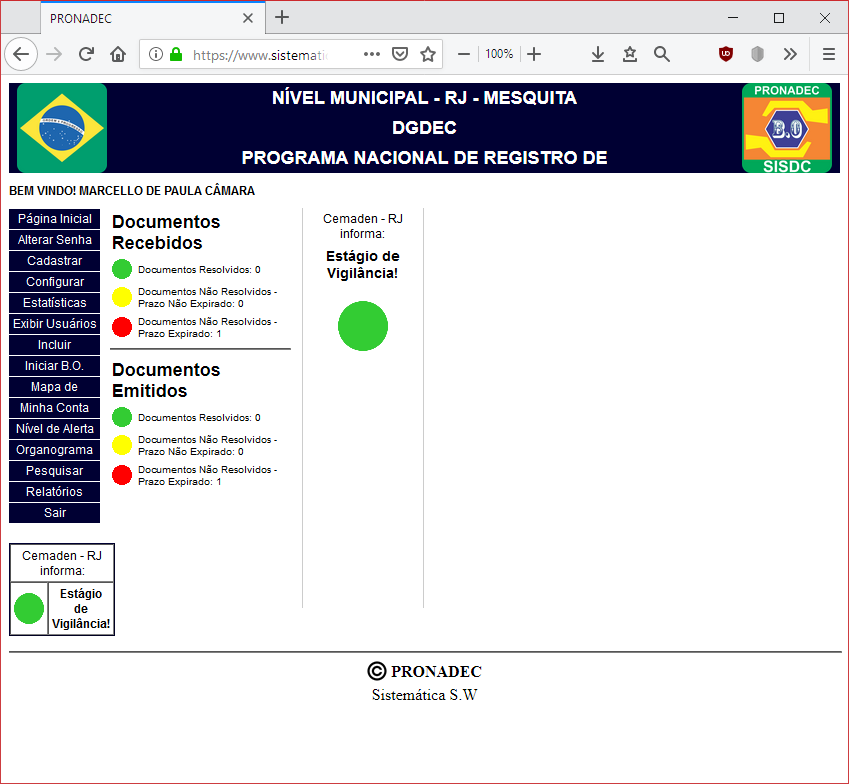 PRONADEC
https://www.sistematic
100%
NÍVEL MUNICIPAL - RJ - MESQUITA
DGDEC
PROGRAMA NACIONAL DE REGISTRO DE
PRONADEC
B.O
SISDC
BEM VINDO! MARCELLO DE PAULA CÂMARA
Página Inicial
Alterar Senha
Cadastrar
Configurar
Estatísticas
Exibir Usuários
Incluir
Iniciar B.O.
Mapa de
Minha Conta
Nível de Alerta
Organograma
Pesquisar
Relatórios
Sair
Documentos
Recebidos
Documentos Resolvidos: 0
Documentos Não Resolvidos -
Prazo Não Expirado: 0
Documentos Não Resolvidos -
Prazo Expirado: 1
Documentos
Emitidos
Documentos Resolvidos: 0
Documentos Não Resolvidos -
Prazo Não Expirado: 0
Documentos Não Resolvidos -
Prazo Expirado: 1
Cemaden - RJ
informa:
Estágio de
Vigilância!
Cemaden - RJ
informa:
Estágio
de
Vigilância!
© PRONADEC
Sistemática S.W